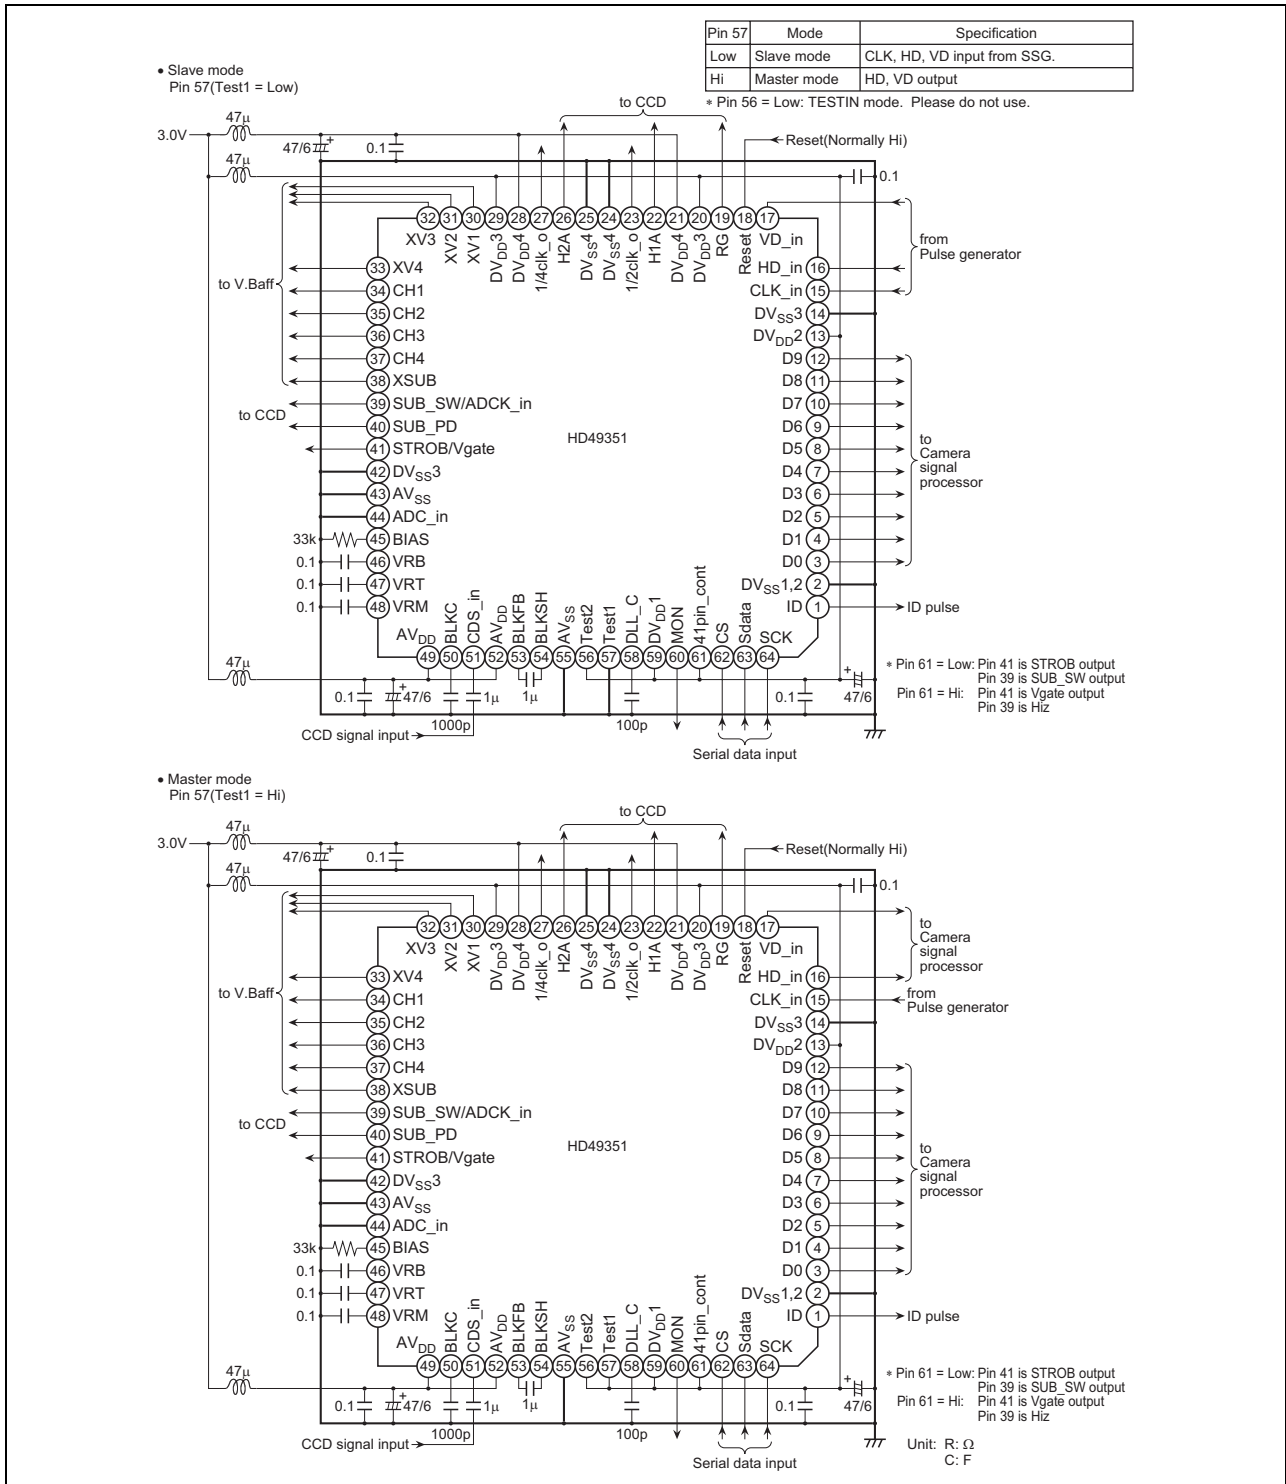 Pin 57 Mode Specification
Low Slave mode CLK, HD, VD input from SSG.
Hi Master mode HD, VD output
* Pin 56 = Low: TESTIN mode. Please do not use.
• Slave mode
Pin 57(Test1 = Low)
to CCD
47μ
3.0V
47/6
+
0.1
Reset(Normally Hi)
47μ
0.1
32 31 30 29 28 27 26 25 24 23 22 21 20 19 18 17
XV3
XV2
XV1
DVDD3
DVDD4
1/4clk_o
H2A
DVSS4
DVSS4
1/2clk_o
H1A
DVDD4
DVDD3
RG
Reset
VD_in
from
Pulse generator
to V.Baff
33 XV4
34 CH1
35 CH2
36 CH3
37 CH4
38 XSUB
to CCD
39 SUB_SW/ADCK_in
40 SUB_PD
41 STROB/Vgate
42 DVSS3
43 AVSS
44 ADC_in
33k 45 BIAS
0.1 46 VRB
0.1 47 VRT
0.1 48 VRM
HD49351
HD_in 16
CLK_in 15
DVSS3 14
DVDD2 13
D9 12
D8 11
D7 10
D6 9
D5 8
D4 7
D3 6
D2 5
D1 4
D0 3
DVSS1,2 2
ID 1
to
Camera
signal
processor
ID pulse
AVDD
BLKC
CDS_in
AVDD
BLKFB
BLKSH
AVSS
Test2
Test1
DLL_C
DVDD1
MON
41pin_cont
CS
Sdata
SCK
49 50 51 52 53 54 55 56 57 58 59 60 61 62 63 64
47μ
0.1
+
47/6
1000p
1μ
1μ
100p
0.1
+
47/6
CCD signal input
Serial data input
* Pin 61 = Low: Pin 41 is STROB output
Pin 39 is SUB_SW output
Pin 61 = Hi: Pin 41 is Vgate output
Pin 39 is Hiz
• Master mode
Pin 57(Test1 = Hi)
to CCD
47μ
3.0V
47/6
+
0.1
Reset(Normally Hi)
47μ
0.1
32 31 30 29 28 27 26 25 24 23 22 21 20 19 18 17
XV3
XV2
XV1
DVDD3
DVDD4
1/4clk_o
H2A
DVSS4
DVSS4
1/2clk_o
H1A
DVDD4
DVDD3
RG
Reset
VD_in
to
Camera
signal
processor
from
Pulse generator
to V.Baff
33 XV4
34 CH1
35 CH2
36 CH3
37 CH4
38 XSUB
to CCD
39 SUB_SW/ADCK_in
40 SUB_PD
41 STROB/Vgate
42 DVSS3
43 AVSS
44 ADC_in
33k 45 BIAS
0.1 46 VRB
0.1 47 VRT
0.1 48 VRM
HD49351
HD_in 16
CLK_in 15
DVSS3 14
DVDD2 13
D9 12
D8 11
D7 10
D6 9
D5 8
D4 7
D3 6
D2 5
D1 4
D0 3
DVSS1,2 2
ID 1
to
Camera
signal
processor
ID pulse
AVDD
BLKC
CDS_in
AVDD
BLKFB
BLKSH
AVSS
Test2
Test1
DLL_C
DVDD1
MON
41pin_cont
CS
Sdata
SCK
49 50 51 52 53 54 55 56 57 58 59 60 61 62 63 64
47μ
0.1
+
47/6
1000p
1μ
1μ
100p
0.1
+
47/6
CCD signal input
Serial data input
* Pin 61 = Low: Pin 41 is STROB output
Pin 39 is SUB_SW output
Pin 61 = Hi: Pin 41 is Vgate output
Pin 39 is Hiz
Unit: R: Ω
C: F